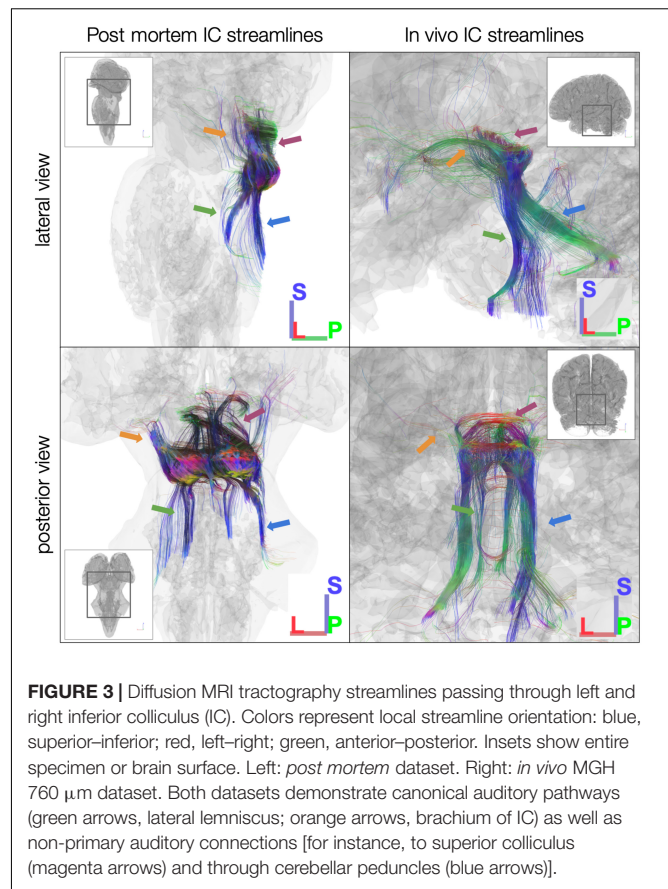 Post mortem IC streamlines
In vivo IC streamlines
lateral view
S
L P
S
L P
posterior view
S
L P
S
L P
FIGURE 3 | Diffusion MRI tractography streamlines passing through left and
right inferior colliculus (IC). Colors represent local streamline orientation: blue,
superior–inferior; red, left–right; green, anterior–posterior. Insets show entire
specimen or brain surface. Left: post mortem dataset. Right: in vivo MGH
760 μm dataset. Both datasets demonstrate canonical auditory pathways
(green arrows, lateral lemniscus; orange arrows, brachium of IC) as well as
non-primary auditory connections [for instance, to superior colliculus
(magenta arrows) and through cerebellar peduncles (blue arrows)].